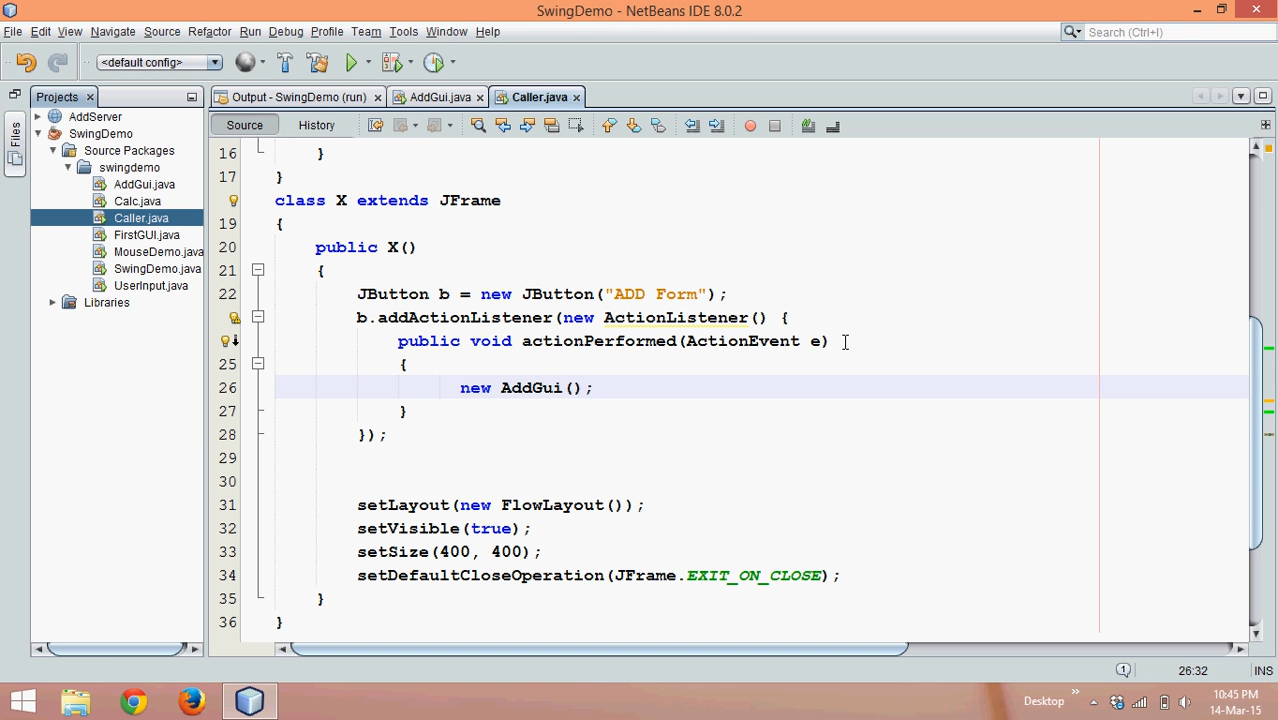 SwingDemo - NetBeans IDE 8.0.2
File Edit View Navigate Source Refactor Run Debug Profile Team Tools Window Help
Search (Ctrl+I)
<default config>
Projects
Output - SwingDemo (run)
AddGui.java
Caller.java
Files
AddServer
SwingDemo
Source Packages
swingdemo
AddGui.java
Calc.java
Caller.java
FirstGUI.java
MouseDemo.java
SwingDemo.java
UserInput.java
Libraries
Source History
16 }
17 }
class X extends JFrame
19 {
20 public X()
21 {
22 JButton b = new JButton("ADD Form");
b.addActionListener(new ActionListener() {
public void actionPerformed(ActionEvent e)
25 {
26 new AddGui();
27 }
28 });
29
30
31 setLayout(new FlowLayout());
32 setVisible(true);
33 setSize(400, 400);
34 setDefaultCloseOperation(JFrame.EXIT_ON_CLOSE);
35 }
36 }
1
26:32 INS
Desktop
10:45 PM
14-Mar-15